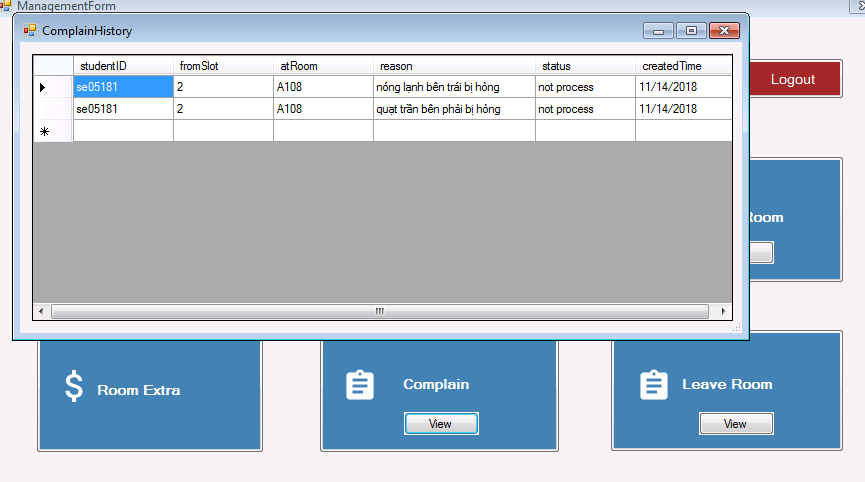 ManagementForm
ComplainHistory
studentID fromSlot atRoom reason status createdTime
se05181 2 A108 nóng lạnh bên trái bị hỏng not process 11/14/2018
se05181 2 A108 quạt trần bên phải bị hỏng not process 11/14/2018
Logout
Room
Room Extra
Complain
View
Leave Room
View